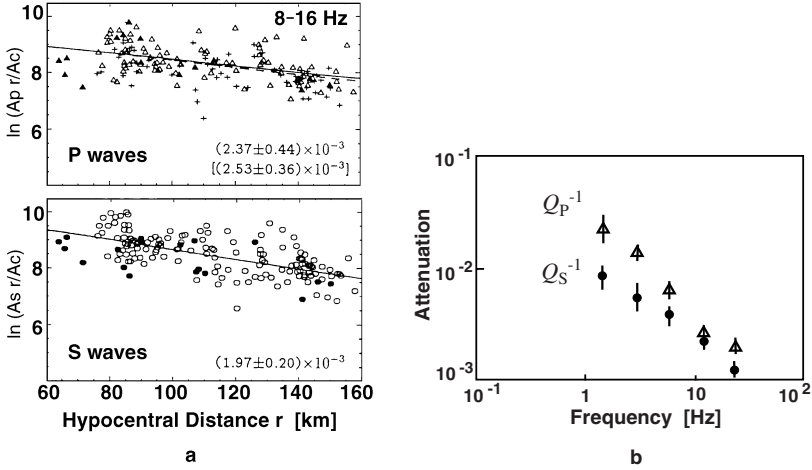 8–16 Hz
10
8
6
ln (Ap r/Ac)
P waves
(2.37±0.44)×10⁻³
[(2.53±0.36)×10⁻³]
10
8
6
ln (As r/Ac)
S waves
(1.97±0.20)×10⁻³
60 80 100 120 140 160
Hypocentral Distance r [km]
a
10⁻¹
10⁻²
10⁻³
Attenuation
Q_P⁻¹
Q_S⁻¹
10⁻¹ 1 10 10²
Frequency [Hz]
b